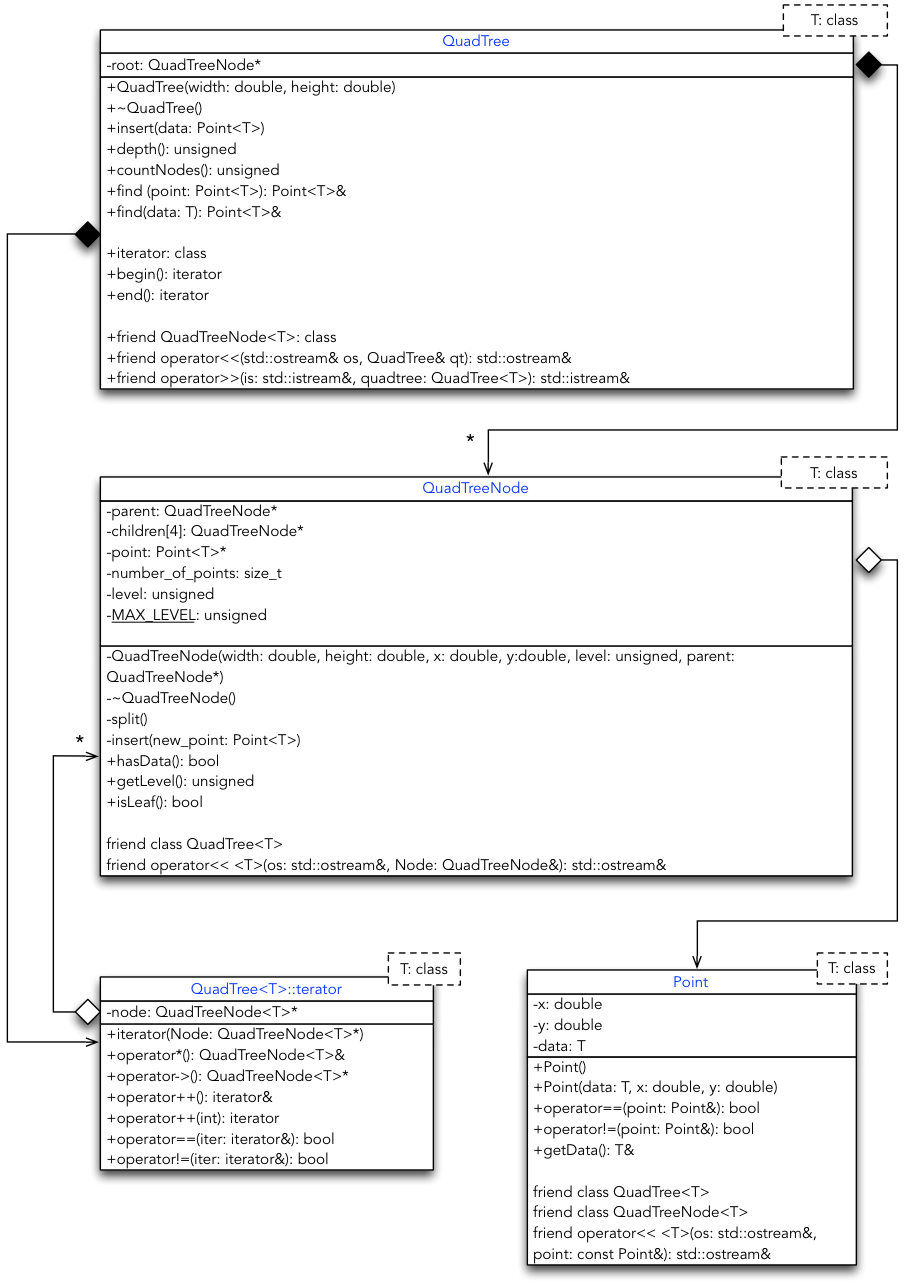 T: class
QuadTree
-root: QuadTreeNode*
+QuadTree(width: double, height: double)
+~QuadTree()
+insert(data: Point<T>)
+depth(): unsigned
+countNodes(): unsigned
+find (point: Point<T>): Point<T>&
+find(data: T): Point<T>&
+iterator: class
+begin(): iterator
+end(): iterator
+friend QuadTreeNode<T>: class
+friend operator<<(std::ostream& os, QuadTree& qt): std::ostream&
+friend operator>>(is: std::istream&, quadtree: QuadTree<T>): std::istream&
*
T: class
QuadTreeNode
-parent: QuadTreeNode*
-children[4]: QuadTreeNode*
-point: Point<T>*
-number_of_points: size_t
-level: unsigned
-MAX_LEVEL: unsigned
-QuadTreeNode(width: double, height: double, x: double, y:double, level: unsigned, parent:
QuadTreeNode*)
-~QuadTreeNode()
-split()
-insert(new_point: Point<T>)
*
+hasData(): bool
+getLevel(): unsigned
+isLeaf(): bool
friend class QuadTree<T>
friend operator<< <T>(os: std::ostream&, Node: QuadTreeNode&): std::ostream&
T: class
QuadTree<T>::terator
-node: QuadTreeNode<T>*
+iterator(Node: QuadTreeNode<T>*)
+operator*(): QuadTreeNode<T>&
+operator->(): QuadTreeNode<T>*
+operator++(): iterator&
+operator++(int): iterator
+operator==(iter: iterator&): bool
+operator!=(iter: iterator&): bool
T: class
Point
-x: double
-y: double
-data: T
+Point()
+Point(data: T, x: double, y: double)
+operator==(point: Point&): bool
+operator!=(point: Point&): bool
+getData(): T&
friend class QuadTree<T>
friend class QuadTreeNode<T>
friend operator<< <T>(os: std::ostream&,
point: const Point&): std::ostream&